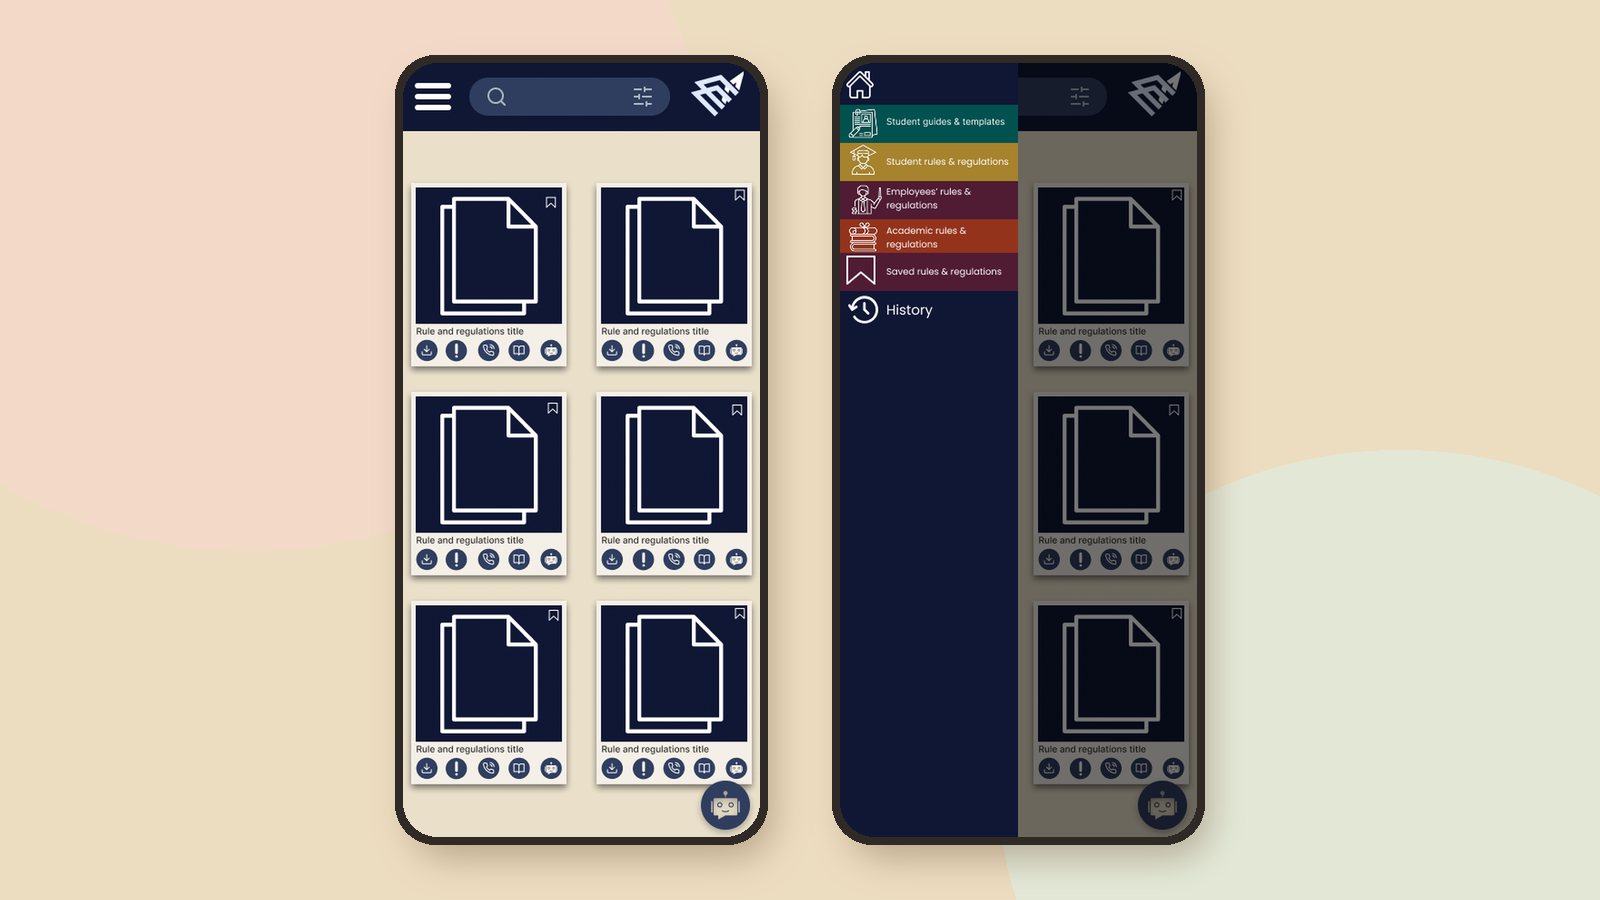 Rule and regulations title
Rule and regulations title
Rule and regulations title
Rule and regulations title
Rule and regulations title
Rule and regulations title
Student guides & templates
Student rules & regulations
Employees' rules &
regulations
Academic rules &
regulations
Saved rules & regulations
History
Rule and regulations title
Rule and regulations title
Rule and regulations title